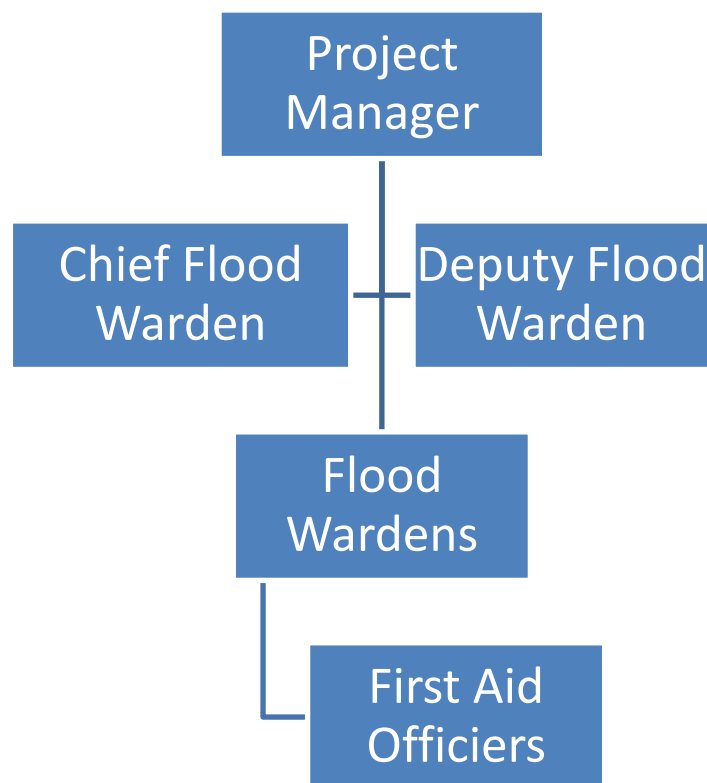 Project
Manager
Chief Flood
Warden
Deputy Flood
Warden
Flood
Wardens
First Aid
Officiers